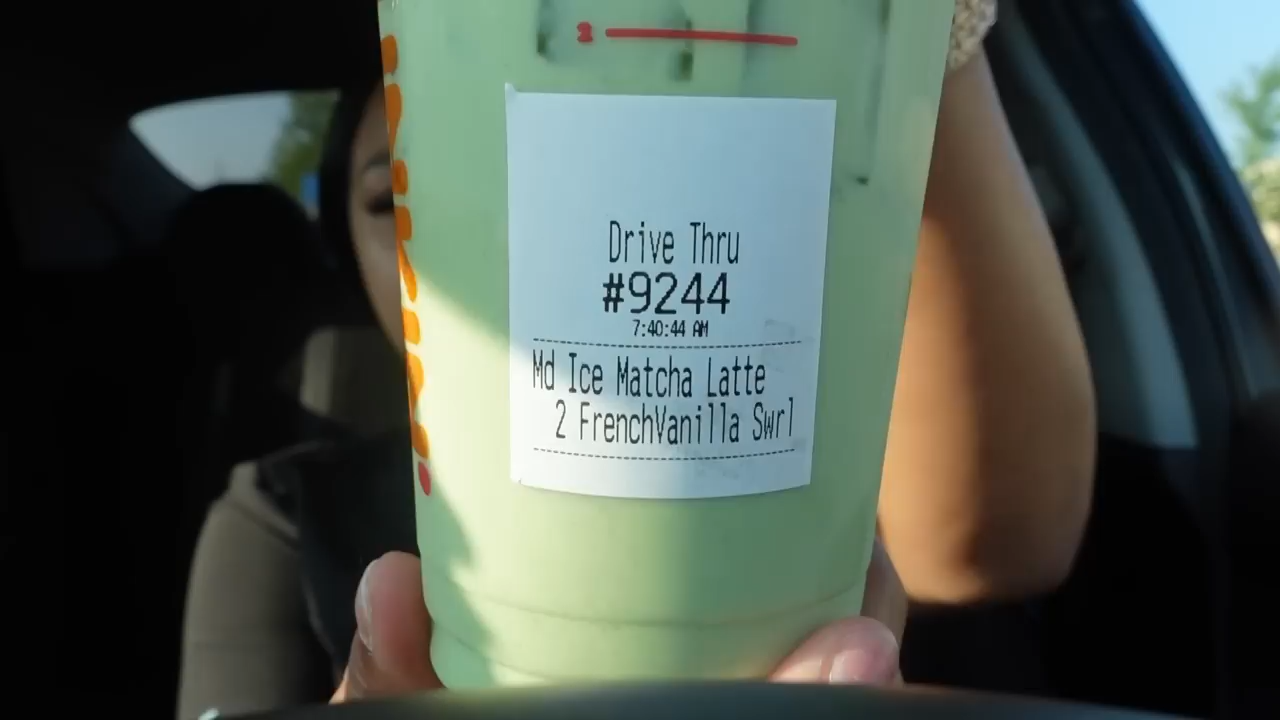 Drive Thru
#9244
7:40:44 AM
Md Ice Matcha Latte
2 FrenchVanilla Swrl